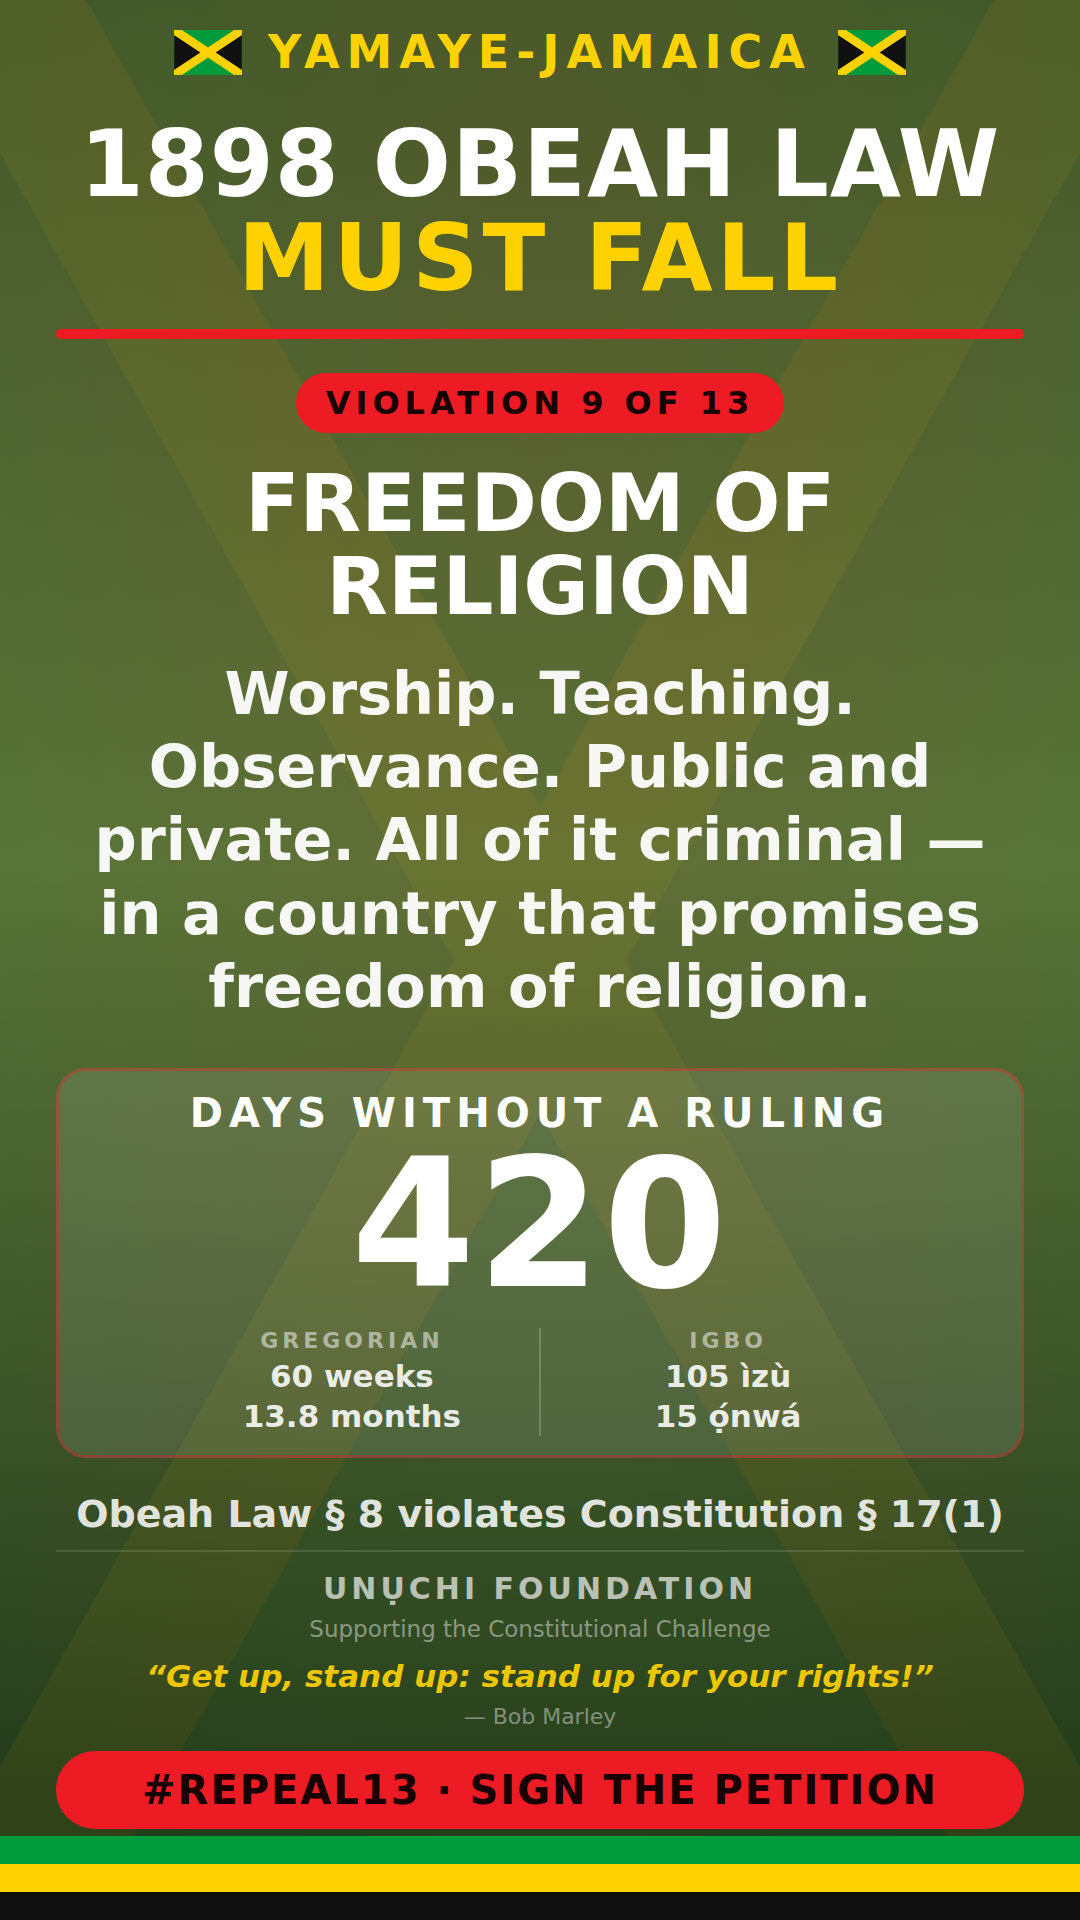 YAMAYE-JAMAICA
1898 OBEAH LAW
MUST FALL
VIOLATION 9 OF 13
FREEDOM OF
RELIGION
Worship. Teaching.
Observance. Public and
private. All of it criminal —
in a country that promises
freedom of religion.
DAYS WITHOUT A RULING
420
GREGORIAN
60 weeks
13.8 months
IGBO
105 ìzù
15 ọ́nwá
Obeah Law § 8 violates Constitution § 17(1)
UNỤCHI FOUNDATION
Supporting the Constitutional Challenge
“Get up, stand up: stand up for your rights!”
— Bob Marley
#REPEAL13 · SIGN THE PETITION